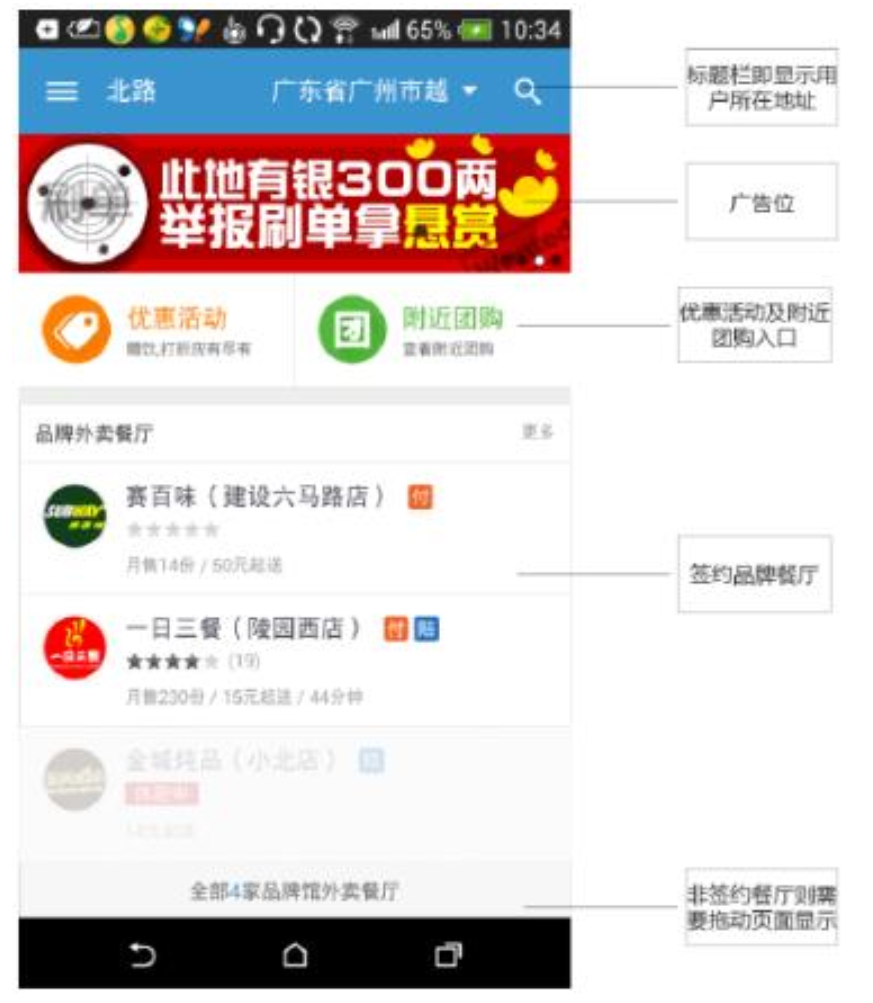 65% 10:34
北路 广东省广州市越
标题栏即显示用
户所在地址
刷单
此地有银300两
举报刷单拿悬赏
广告位
优惠活动
赠饮,打折应有尽有
附近团购
查看附近团购
优惠活动及附近
团购入口
品牌外卖餐厅 更多
SUBWAY
赛百味(建设六马路店) 付
月售14份 / 50元起送
签约品牌餐厅
一日三餐(陵园西店) 付 赔
(19)
月售230份 / 15元起送 / 44分钟
金城炖品(小北店)
休息中
全部4家品牌馆外卖餐厅
非签约餐厅则需
要拖动页面显示